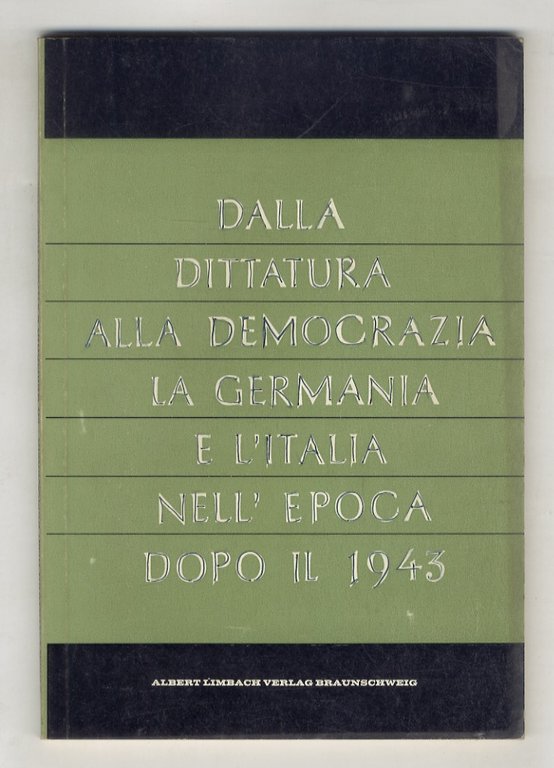 DALLA
DITTATURA
ALLA DEMOCRAZIA
LA GERMANIA
E L'ITALIA
NELL' EPOCA
DOPO IL 1943
ALBERT LIMBACH VERLAG BRAUNSCHWEIG